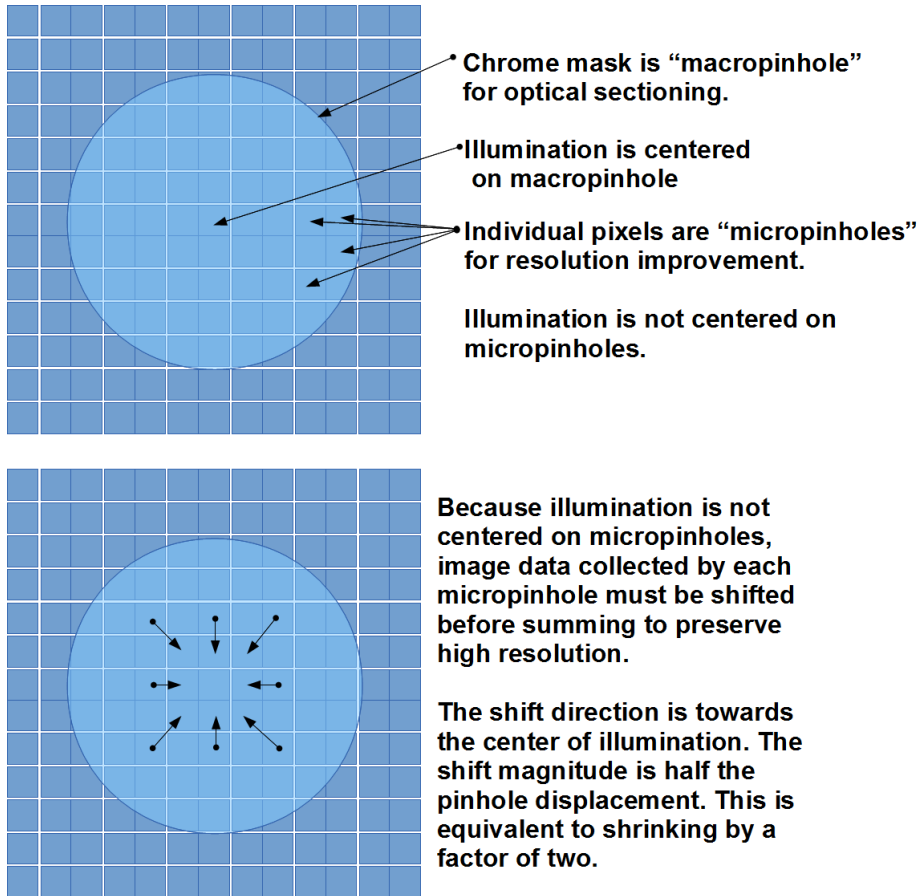 Chrome mask is “macropinhole”
for optical sectioning.
Illumination is centered
on macropinhole
Individual pixels are “micropinholes”
for resolution improvement.
Illumination is not centered on
micropinholes.
Because illumination is not
centered on micropinholes,
image data collected by each
micropinhole must be shifted
before summing to preserve
high resolution.
The shift direction is towards
the center of illumination. The
shift magnitude is half the
pinhole displacement. This is
equivalent to shrinking by a
factor of two.